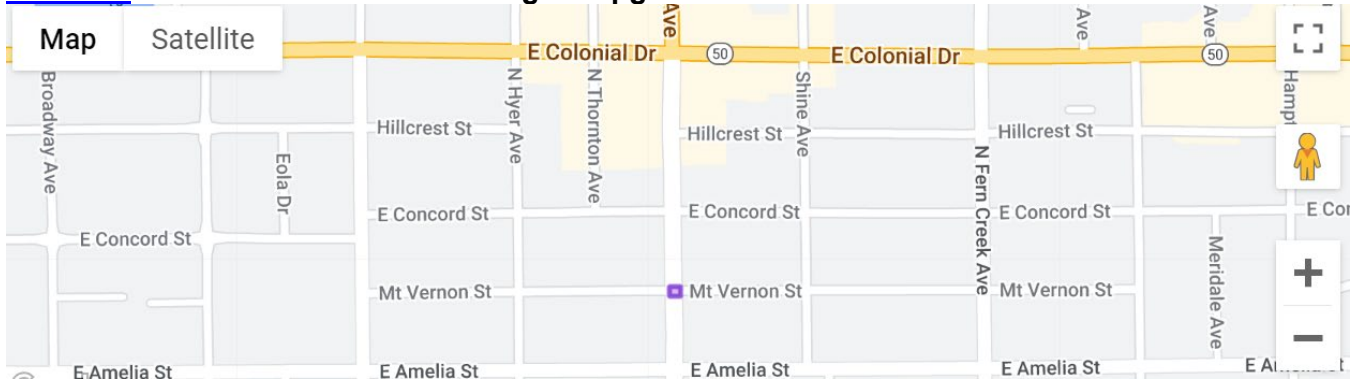 Map
Satellite
Ave
Ave
Ave
E Colonial Dr
50
E Colonial Dr
50
Broadway Ave
N Hyer Ave
N Thornton Ave
Shine Ave
Hillcrest St
Hillcrest St
Hillcrest St
Eola Dr
N Fern Creek Ave
E Concord St
E Concord St
E Concord St
E Concord St
Meridale Ave
Mt Vernon St
Mt Vernon St
Mt Vernon St
E Amelia St
E Amelia St
E Amelia St
E Amelia St